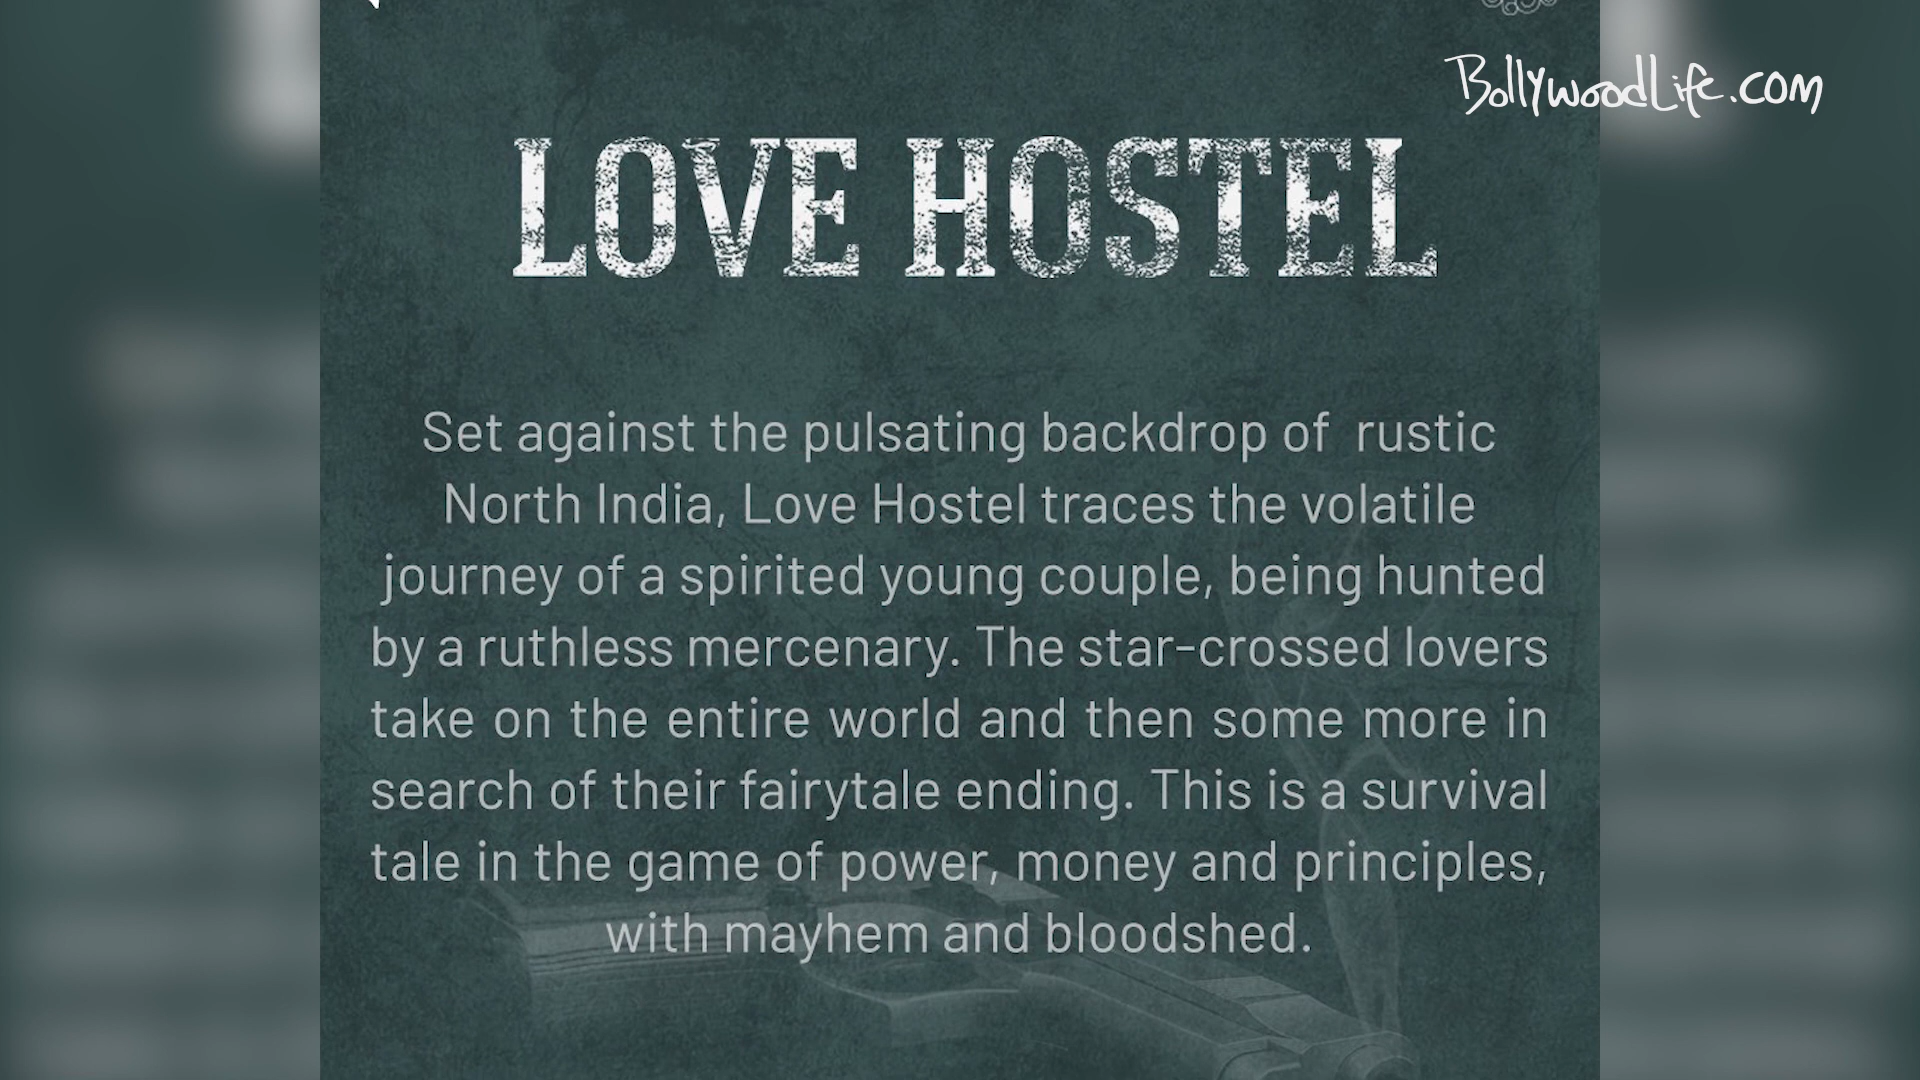 BollywoodLife.com
LOVE HOSTEL
Set against the pulsating backdrop of rustic
North India, Love Hostel traces the volatile
journey of a spirited young couple, being hunted
by a ruthless mercenary. The star-crossed lovers
take on the entire world and then some more in
search of their fairytale ending. This is a survival
tale in the game of power, money and principles,
with mayhem and bloodshed.